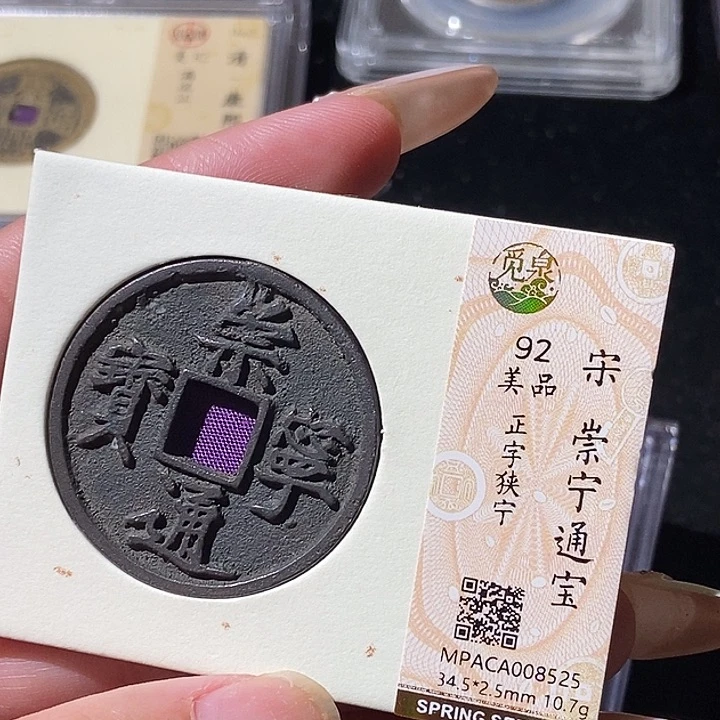 崇
寧
通
寶
觅泉
92
美品
正字狭宁
宋 崇宁通宝
MPACA008525
34.5*2.5mm 10.7g
SPRING